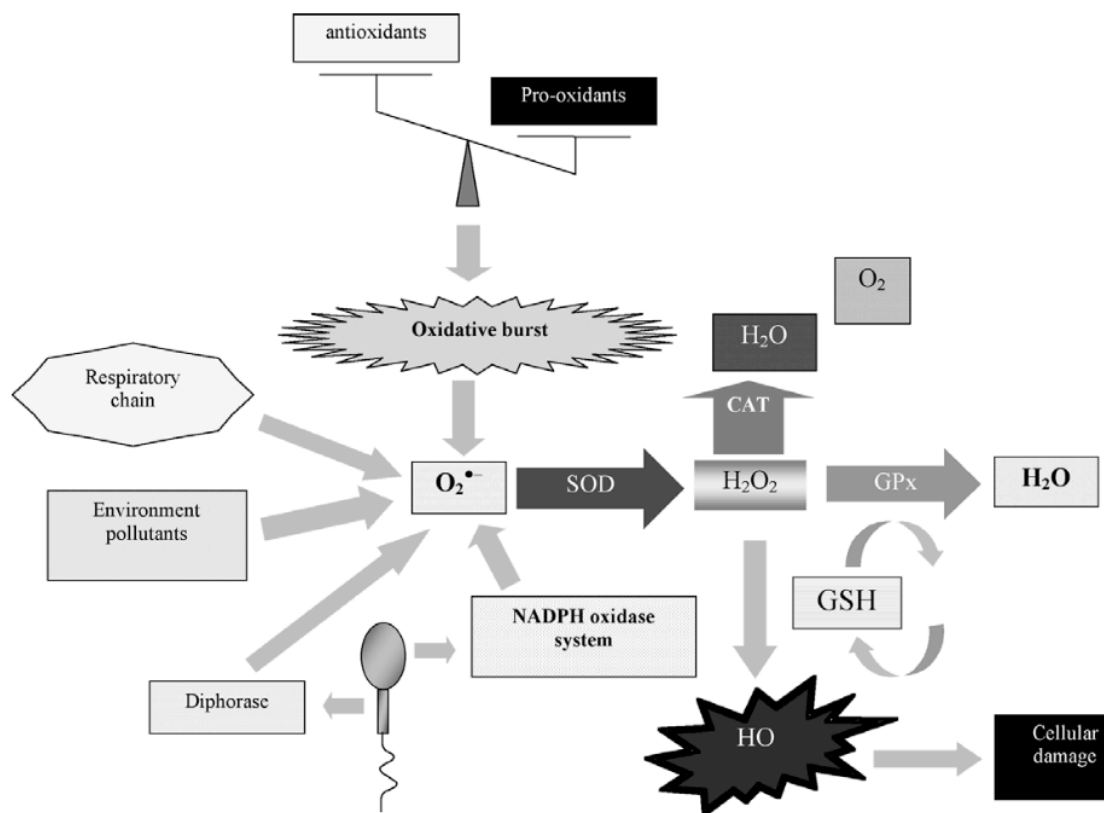 antioxidants
Pro-oxidants
Oxidative burst
O₂
H₂O
CAT
Respiratory
chain
O₂•−
SOD
H₂O₂
GPx
H₂O
Environment
pollutants
GSH
NADPH oxidase
system
Diphorase
HO
Cellular
damage